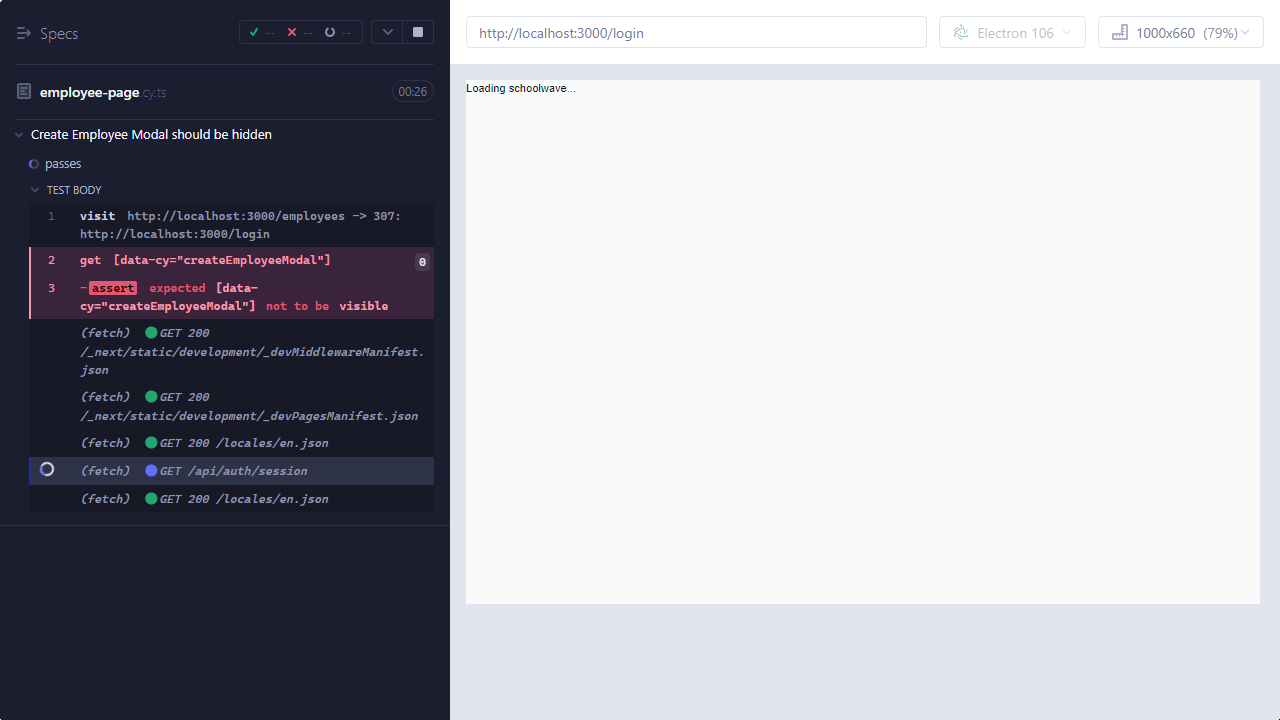 Specs
-- -- --
employee-page.cy.ts 00:26
Create Employee Modal should be hidden
passes
TEST BODY
1 visit http://localhost:3000/employees -> 307:
http://localhost:3000/login
2 get [data-cy="createEmployeeModal"] 0
3 -assert expected [data-
cy="createEmployeeModal"] not to be visible
(fetch) GET 200
/_next/static/development/_devMiddlewareManifest.
json
(fetch) GET 200
/_next/static/development/_devPagesManifest.json
(fetch) GET 200 /locales/en.json
(fetch) GET /api/auth/session
(fetch) GET 200 /locales/en.json
http://localhost:3000/login
Electron 106
1000x660 (79%)
Loading schoolwave...